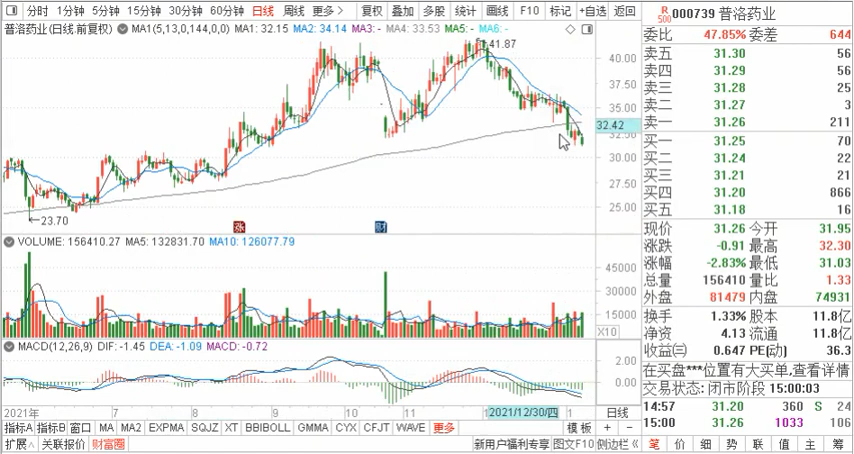 分时 1分钟 5分钟 15分钟 30分钟 60分钟 日线 周线 更多> 复权 叠加 多股 统计 画线 F10 标记 +自选 返回
普洛药业(日线.前复权) MA1(5,13,0,144,0,0) MA1: 32.15 MA2: 34.14 MA3: - MA4: 33.53 MA5: - MA6: -
41.87
40.00
37.50
35.00
32.42
30.00
27.50
25.00
23.70
涨 财
VOLUME: 156410.27 MA5: 132831.70 MA10: 126077.79
45000
30000
15000
X10
MACD(12,26,9) DIF: -1.45 DEA: -1.09 MACD: -0.72
2.00
0.00
2021年 7 8 9 10 11 2021/12/30/四 1 日线
指标A 指标B 窗口 MA MA2 EXPMA SQJZ XT BBIBOLL GMMA CYX CFJT WAVE 更多 模板 + -
扩展∧ 关联报价 财富圈 新用户福利专享 图文F10 侧边栏《
R 500 000739 普洛药业
委比 47.85% 委差 644
卖五 31.30 56
卖四 31.29 56
卖三 31.28 25
卖二 31.27 3
卖一 31.26 211
买一 31.25 70
买二 31.24 22
买三 31.21 21
买四 31.20 866
买五 31.18 16
现价 31.26 今开 31.95
涨跌 -0.91 最高 32.30
涨幅 -2.83% 最低 31.03
总量 156410 量比 1.33
外盘 81479 内盘 74931
换手 1.33% 股本 11.8亿
净资 4.13 流通 11.8亿
收益㈢ 0.647 PE(动) 36.3
在买盘***位置有大买单,查看详情
交易状态: 闭市阶段 15:00:03
14:57 31.20 360 S 24
15:00 31.26 1033 106
笔 价 细 势 联 值 主 筹